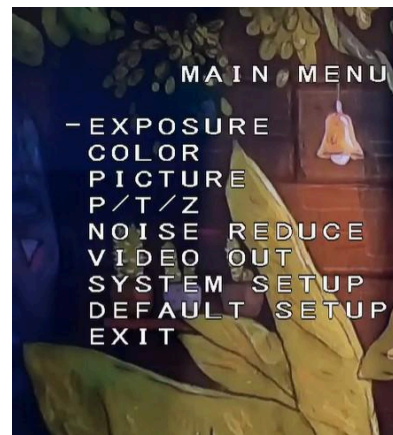 MAIN MENU
-EXPOSURE
COLOR
PICTURE
P/T/Z
NOISE REDUCE
VIDEO OUT
SYSTEM SETUP
DEFAULT SETUP
EXIT